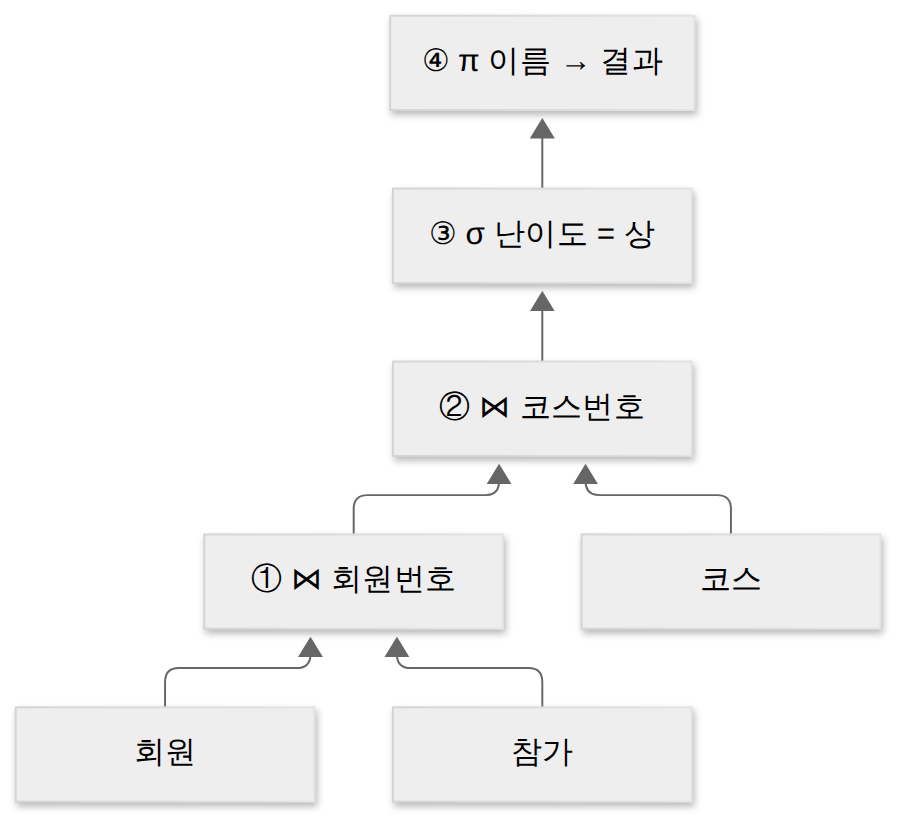 ④ π 이름 → 결과
③ σ 난이도 = 상
② ⋈ 코스번호
① ⋈ 회원번호
코스
회원
참가